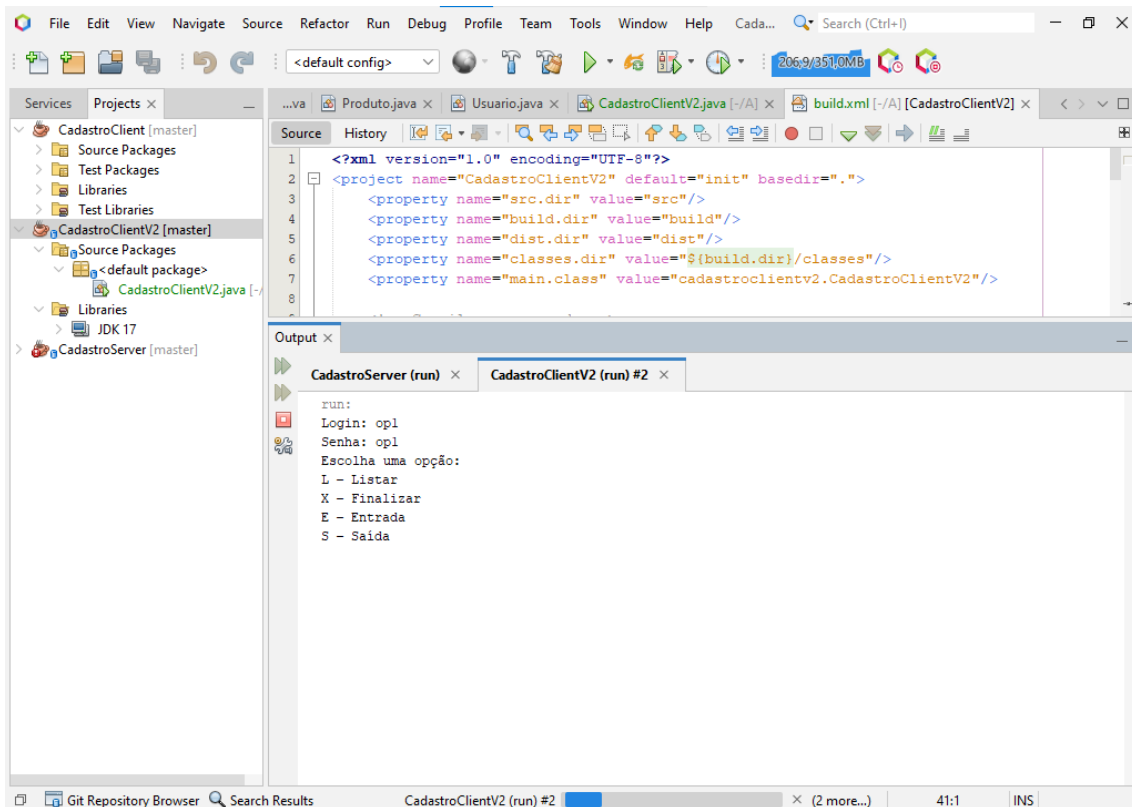 File Edit View Navigate Source Refactor Run Debug Profile Team Tools Window Help Cada... Search (Ctrl+I)
<default config> 206,9/351,0MB
Services Projects ...va Produto.java Usuario.java CadastroClientV2.java [-/A] build.xml [-/A] [CadastroClientV2]
Source History
CadastroClient [master]
Source Packages
Test Packages
Libraries
Test Libraries
CadastroClientV2 [master]
Source Packages
<default package>
CadastroClientV2.java [-/
Libraries
JDK 17
CadastroServer [master]
1 <?xml version="1.0" encoding="UTF-8"?>
2 <project name="CadastroClientV2" default="init" basedir=".">
3 <property name="src.dir" value="src"/>
4 <property name="build.dir" value="build"/>
5 <property name="dist.dir" value="dist"/>
6 <property name="classes.dir" value="${build.dir}/classes"/>
7 <property name="main.class" value="cadastroclientv2.CadastroClientV2"/>
8
Output
CadastroServer (run) CadastroClientV2 (run) #2
run:
Login: op1
Senha: op1
Escolha uma opção:
L - Listar
X - Finalizar
E - Entrada
S - Saída
Git Repository Browser Search Results CadastroClientV2 (run) #2 (2 more...) 41:1 INS